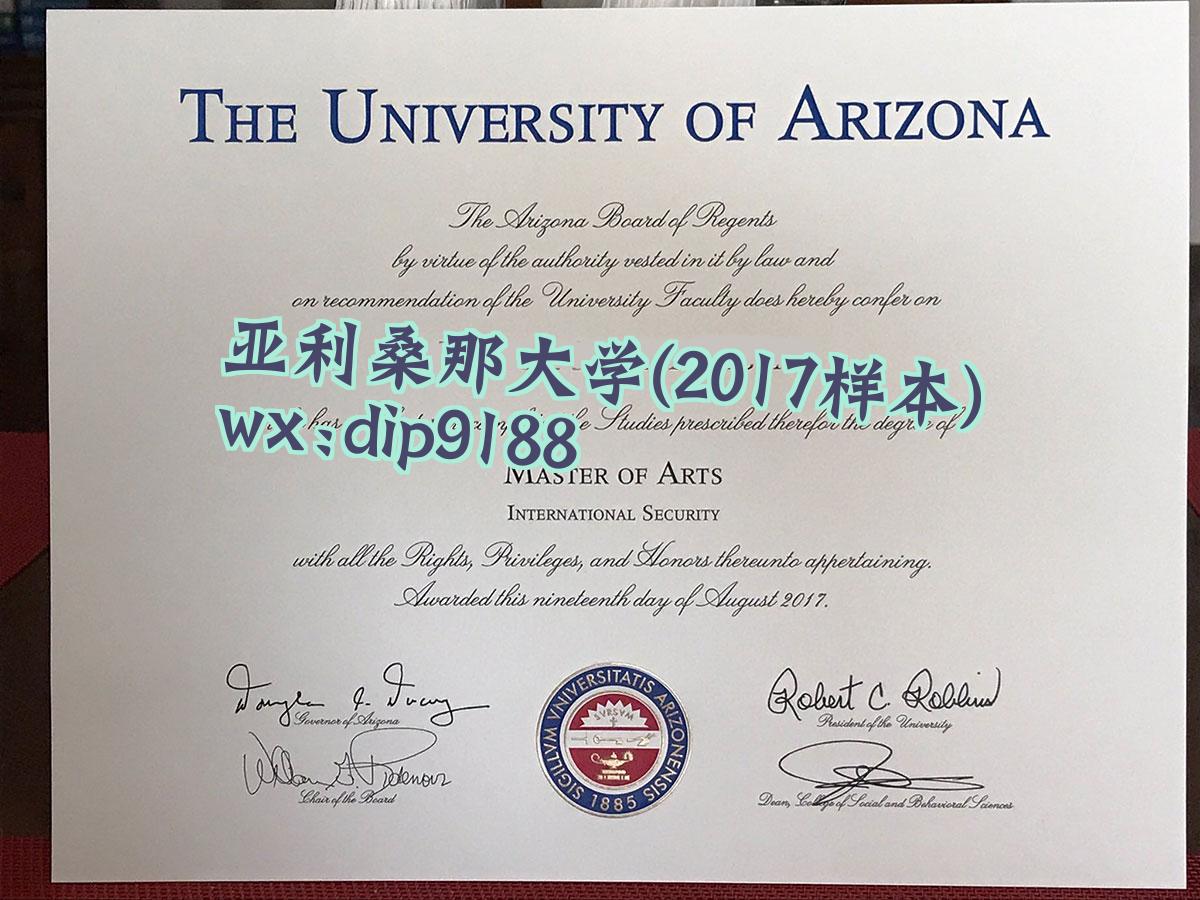 THE UNIVERSITY OF ARIZONA
The Arizona Board of Regents
by virtue of the authority vested in it by law and
on recommendation of the University Faculty does hereby confer on
亚利桑那大学(2017样本)
has Studies prescribed therefor the degree of
wx:dip9188
MASTER OF ARTS
INTERNATIONAL SECURITY
with all the Rights, Privileges, and Honors thereunto appertaining.
Awarded this nineteenth day of August 2017.
Governor of Arizona
Robert C. Robbins
President of the University
Chair of the Board
Dean, College of Social and Behavioral Sciences
SIGILLVM VNIVERSITATIS ARIZONENSIS
SVRSVM
1885